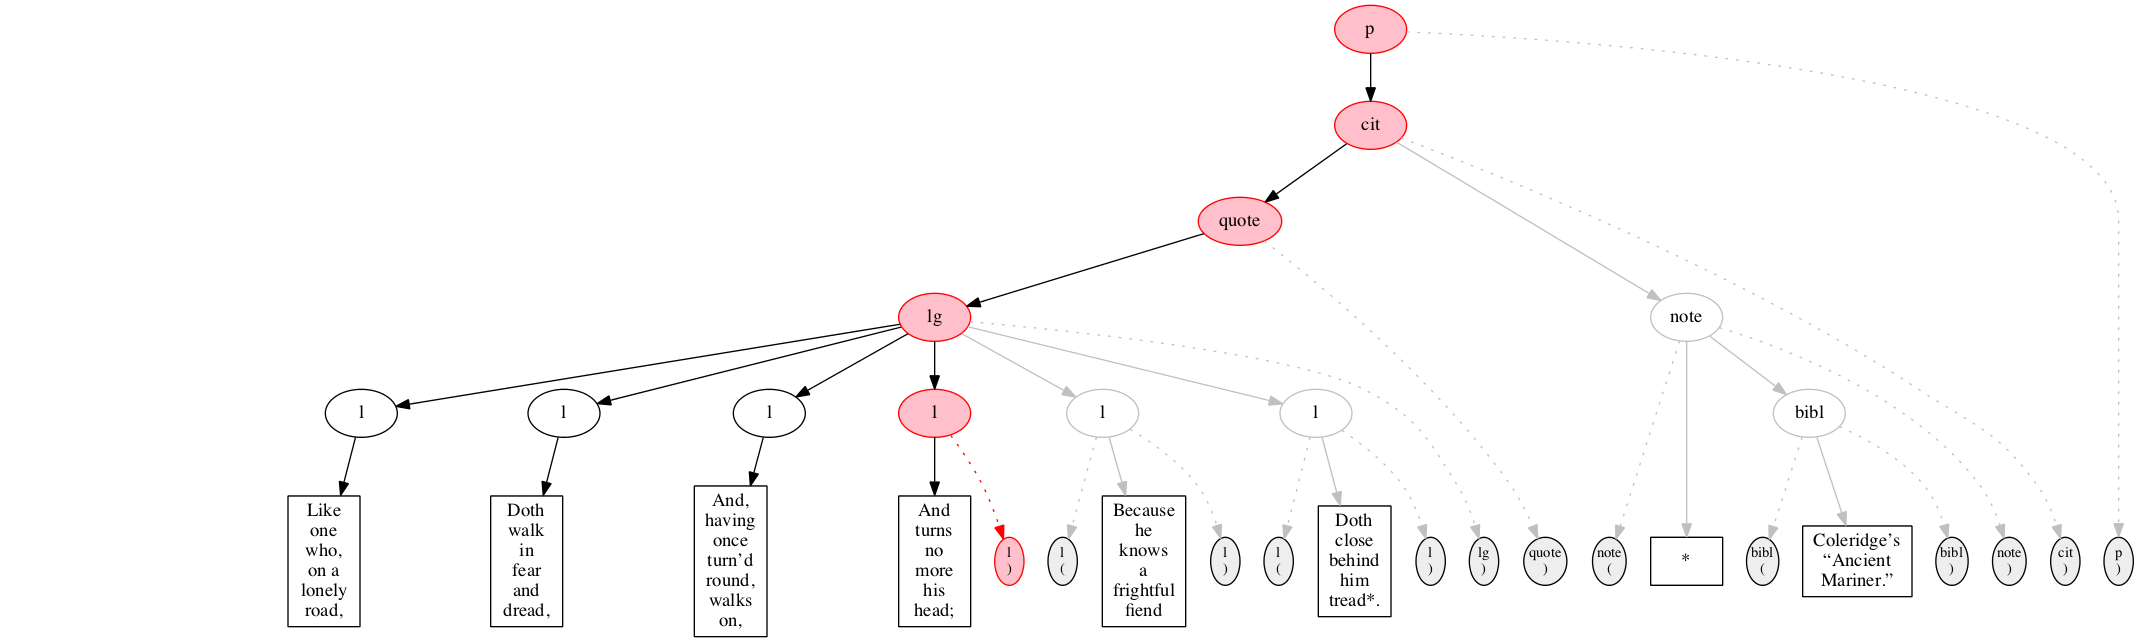 p
cit
quote
lg
note
l
l
l
l
l
l
bibl
Like
one
who,
on a
lonely
road,
Doth
walk
in
fear
and
dread,
And,
having
once
turn’d
round,
walks
on,
And
turns
no
more
his
head;
l
)
l
(
Because
he
knows
a
frightful
fiend
l
)
l
(
Doth
close
behind
him
tread*.
l
)
lg
)
quote
)
note
(
*
bibl
(
Coleridge’s
“Ancient
Mariner.”
bibl
)
note
)
cit
)
p
)